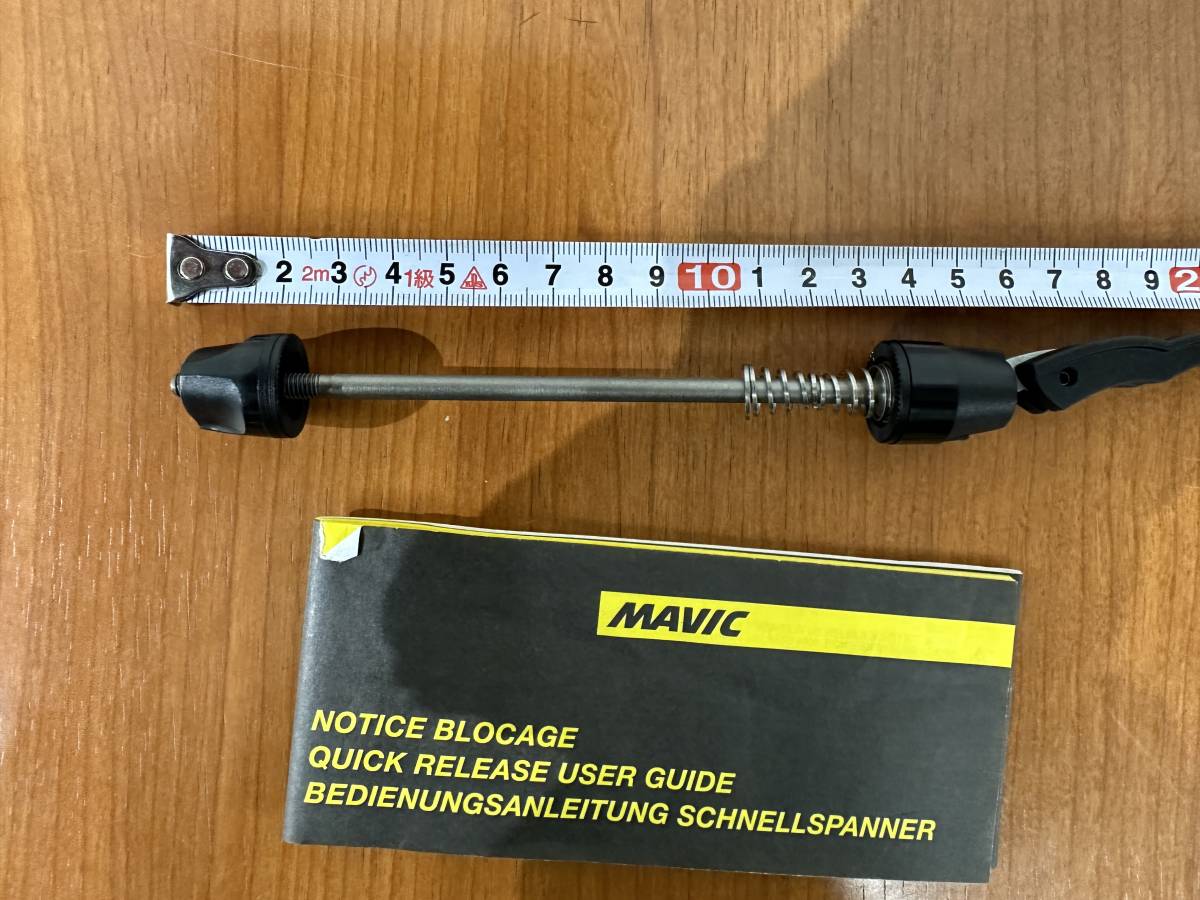 2 2m 3 4 1級 5 6 7 8 9 10 1 2 3 4 5 6 7 8 9 2
MAVIC
NOTICE BLOCAGE
QUICK RELEASE USER GUIDE
BEDIENUNGSANLEITUNG SCHNELLSPANNER